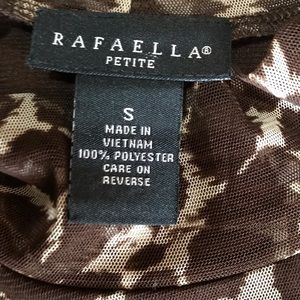 RAFAELLA®
PETITE
S
MADE IN
VIETNAM
100% POLYESTER
CARE ON
REVERSE